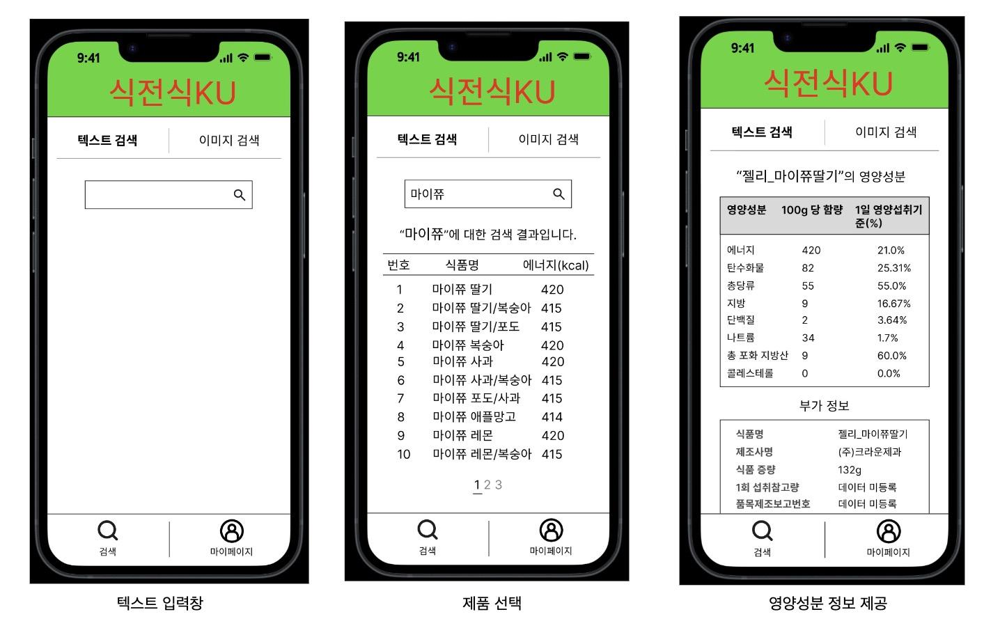 9:41
식전식KU
텍스트 검색 이미지 검색
검색 마이페이지
텍스트 입력창
9:41
식전식KU
텍스트 검색 이미지 검색
마이쮸
“마이쮸”에 대한 검색 결과입니다.
번호 식품명 에너지(kcal)
1 마이쮸 딸기 420
2 마이쮸 딸기/복숭아 415
3 마이쮸 딸기/포도 415
4 마이쮸 복숭아 420
5 마이쮸 사과 420
6 마이쮸 사과/복숭아 415
7 마이쮸 포도/사과 415
8 마이쮸 애플망고 414
9 마이쮸 레몬 420
10 마이쮸 레몬/복숭아 415
1 2 3
검색 마이페이지
제품 선택
9:41
식전식KU
텍스트 검색 이미지 검색
“젤리_마이쮸딸기”의 영양성분
영양성분 100g 당 함량 1일 영양섭취기
준(%)
에너지 420 21.0%
탄수화물 82 25.31%
총당류 55 55.0%
지방 9 16.67%
단백질 2 3.64%
나트륨 34 1.7%
총 포화 지방산 9 60.0%
콜레스테롤 0 0.0%
부가 정보
식품명 젤리_마이쮸딸기
제조사명 (주)크라운제과
식품 중량 132g
1회 섭취참고량 데이터 미등록
품목제조보고번호 데이터 미등록
검색 마이페이지
영양성분 정보 제공